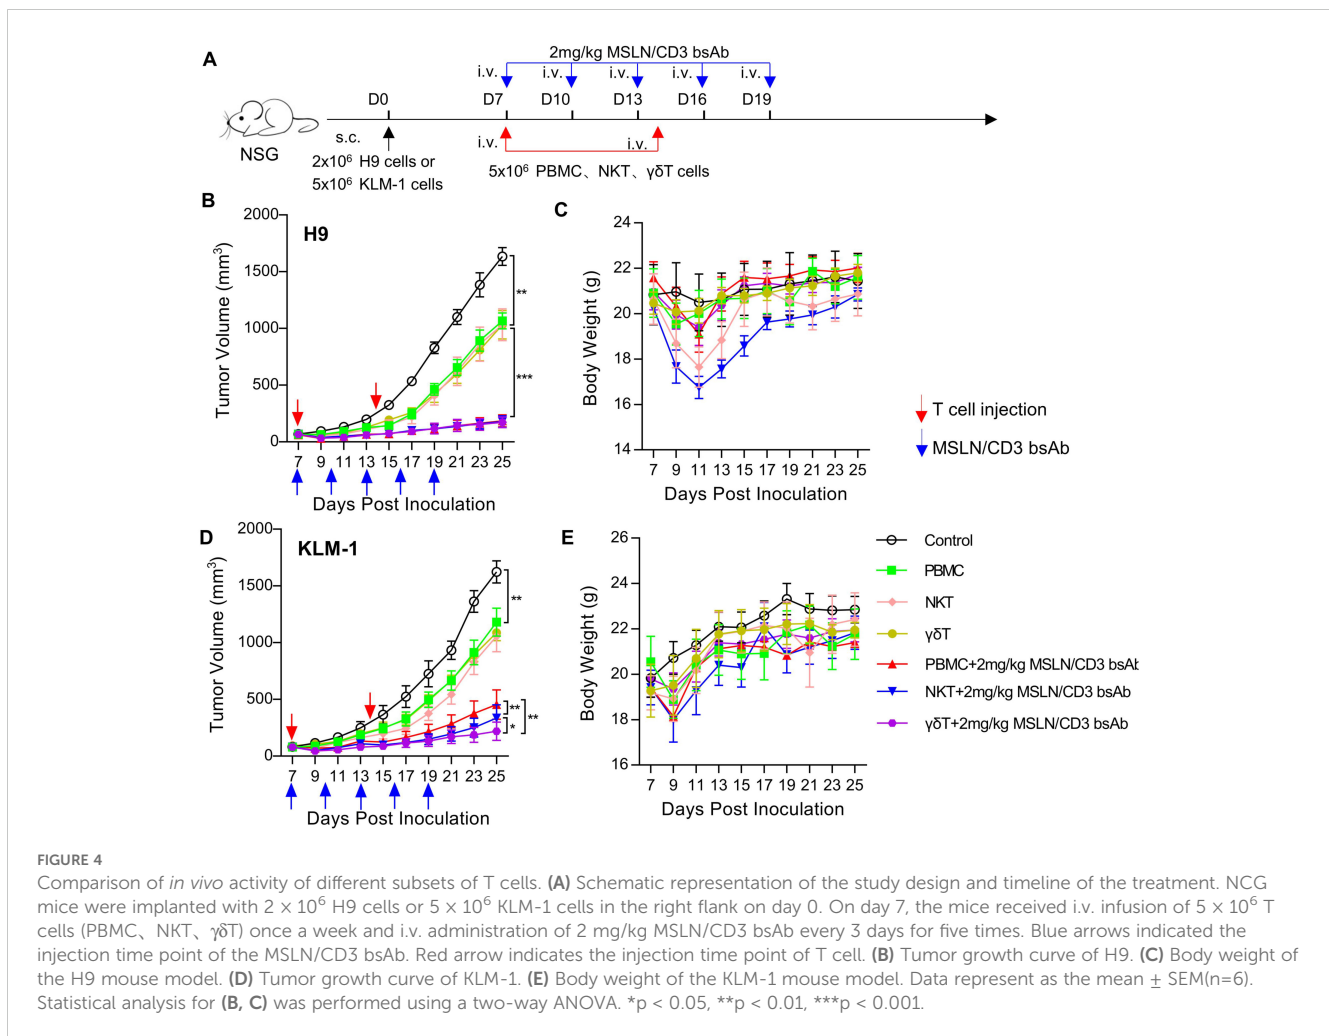 A
2mg/kg MSLN/CD3 bsAb
i.v. i.v. i.v. i.v. i.v.
D0 D7 D10 D13 D16 D19
NSG
s.c.
2x10⁶ H9 cells or
5x10⁶ KLM-1 cells
i.v. i.v.
5x10⁶ PBMC、NKT、γδT cells
B
H9
Tumor Volume (mm³)
2000
1500
1000
500
0
**
***
7 9 11 13 15 17 19 21 23 25
Days Post Inoculation
C
Body Weight (g)
24
22
20
18
16
14
7 9 11 13 15 17 19 21 23 25
Days Post Inoculation
T cell injection
MSLN/CD3 bsAb
D
KLM-1
Tumor Volume (mm³)
2000
1500
1000
500
0
**
**
**
*
7 9 11 13 15 17 19 21 23 25
Days Post Inoculation
E
Body Weight (g)
26
24
22
20
18
16
7 9 11 13 15 17 19 21 23 25
Days Post Inoculation
Control
PBMC
NKT
γδT
PBMC+2mg/kg MSLN/CD3 bsAb
NKT+2mg/kg MSLN/CD3 bsAb
γδT+2mg/kg MSLN/CD3 bsAb
FIGURE 4
Comparison of in vivo activity of different subsets of T cells. (A) Schematic representation of the study design and timeline of the treatment. NCG
mice were implanted with 2 × 10⁶ H9 cells or 5 × 10⁶ KLM-1 cells in the right flank on day 0. On day 7, the mice received i.v. infusion of 5 × 10⁶ T
cells (PBMC、NKT、γδT) once a week and i.v. administration of 2 mg/kg MSLN/CD3 bsAb every 3 days for five times. Blue arrows indicated the
injection time point of the MSLN/CD3 bsAb. Red arrow indicates the injection time point of T cell. (B) Tumor growth curve of H9. (C) Body weight of
the H9 mouse model. (D) Tumor growth curve of KLM-1. (E) Body weight of the KLM-1 mouse model. Data represent as the mean ± SEM(n=6).
Statistical analysis for (B, C) was performed using a two-way ANOVA. *p < 0.05, **p < 0.01, ***p < 0.001.